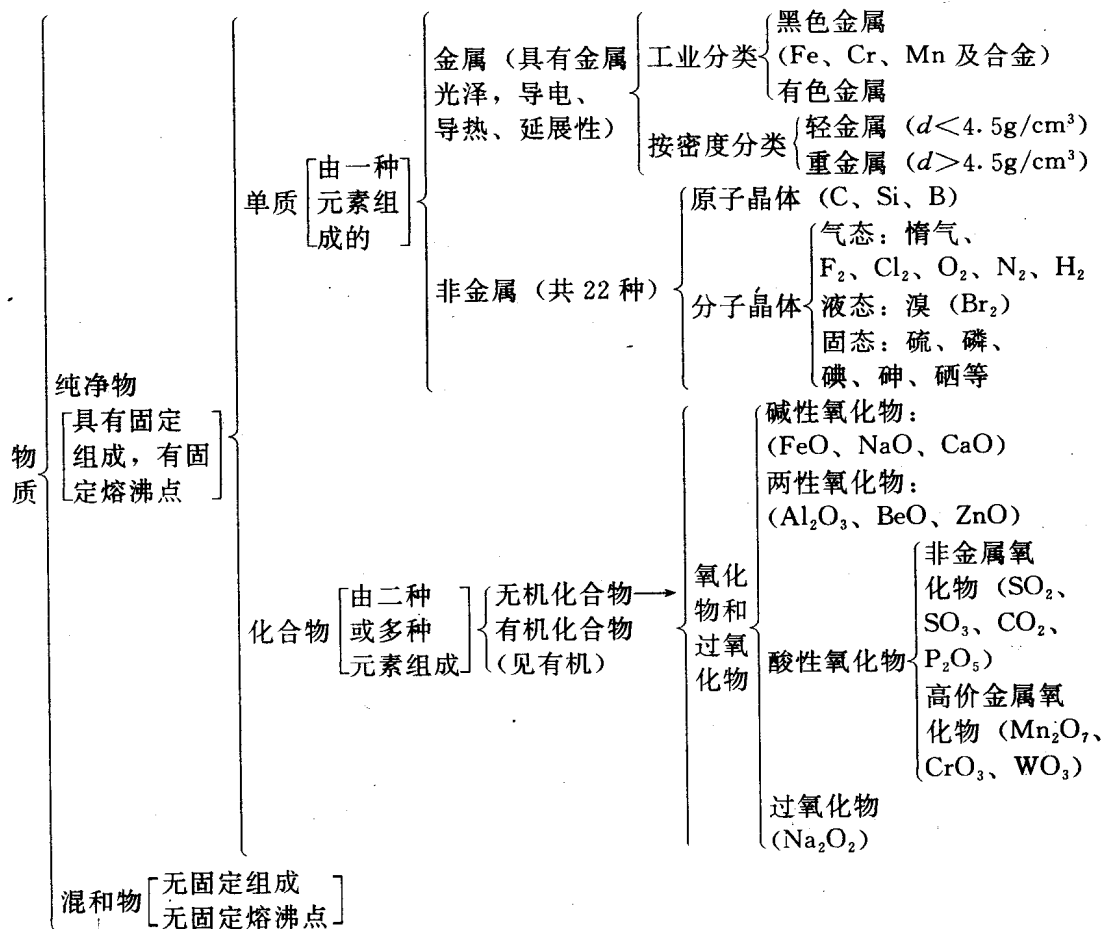 物
质
纯净物
具有固定
组成，有固
定熔沸点
单质
由一种
元素组
成的
金属（具有金属
光泽，导电、
导热、延展性）
工业分类
黑色金属
(Fe、Cr、Mn 及合金）
有色金属
按密度分类
轻金属（d<4.5g/cm³）
重金属（d>4.5g/cm³）
非金属（共 22 种）
原子晶体（C、Si、B）
分子晶体
气态：惰气、
F₂、Cl₂、O₂、N₂、H₂
液态：溴（Br₂）
固态：硫、磷、
碘、砷、硒等
化合物
由二种
或多种
元素组成
无机化合物→
有机化合物
（见有机）
氧化
物和
过氧
化物
碱性氧化物：
(FeO、NaO、CaO)
两性氧化物：
(Al₂O₃、BeO、ZnO)
酸性氧化物
非金属氧
化物（SO₂、
SO₃、CO₂、
P₂O₅）
高价金属氧
化物（Mn₂O₇、
CrO₃、WO₃）
过氧化物
(Na₂O₂)
混和物
无固定组成
无固定熔沸点